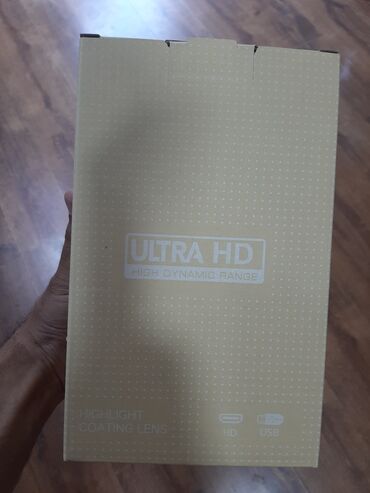 ULTRA HD
HIGH DYNAMIC RANGE
HIGHLIGHT
COATING LENS
HD
USB